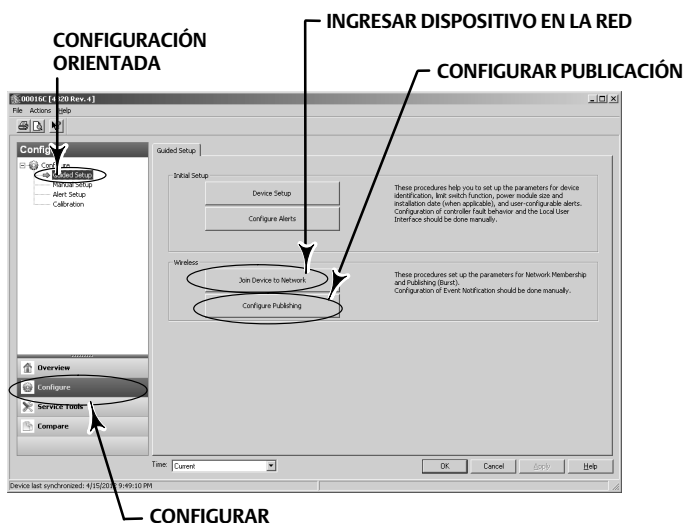 INGRESAR DISPOSITIVO EN LA RED
CONFIGURACIÓN
ORIENTADA
CONFIGURAR PUBLICACIÓN
00016C [4320 Rev. 4]
File Actions Help
Configure
Guided Setup
Configure
Guided Setup
Manual Setup
Alert Setup
Calibration
Initial Setup
Device Setup
Configure Alerts
These procedures help you to set up the parameters for device
identification, limit switch function, power module size and
installation date (when applicable), and user-configurable alerts.
Configuration of controller fault behavior and the Local User
Interface should be done manually.
Wireless
Join Device to Network
Configure Publishing
These procedures set up the parameters for Network Membership
and Publishing (Burst).
Configuration of Event Notification should be done manually.
Overview
Configure
Service Tools
Compare
Time: Current
OK Cancel Apply Help
Device last synchronized: 4/15/2012 9:49:10 PM
CONFIGURAR